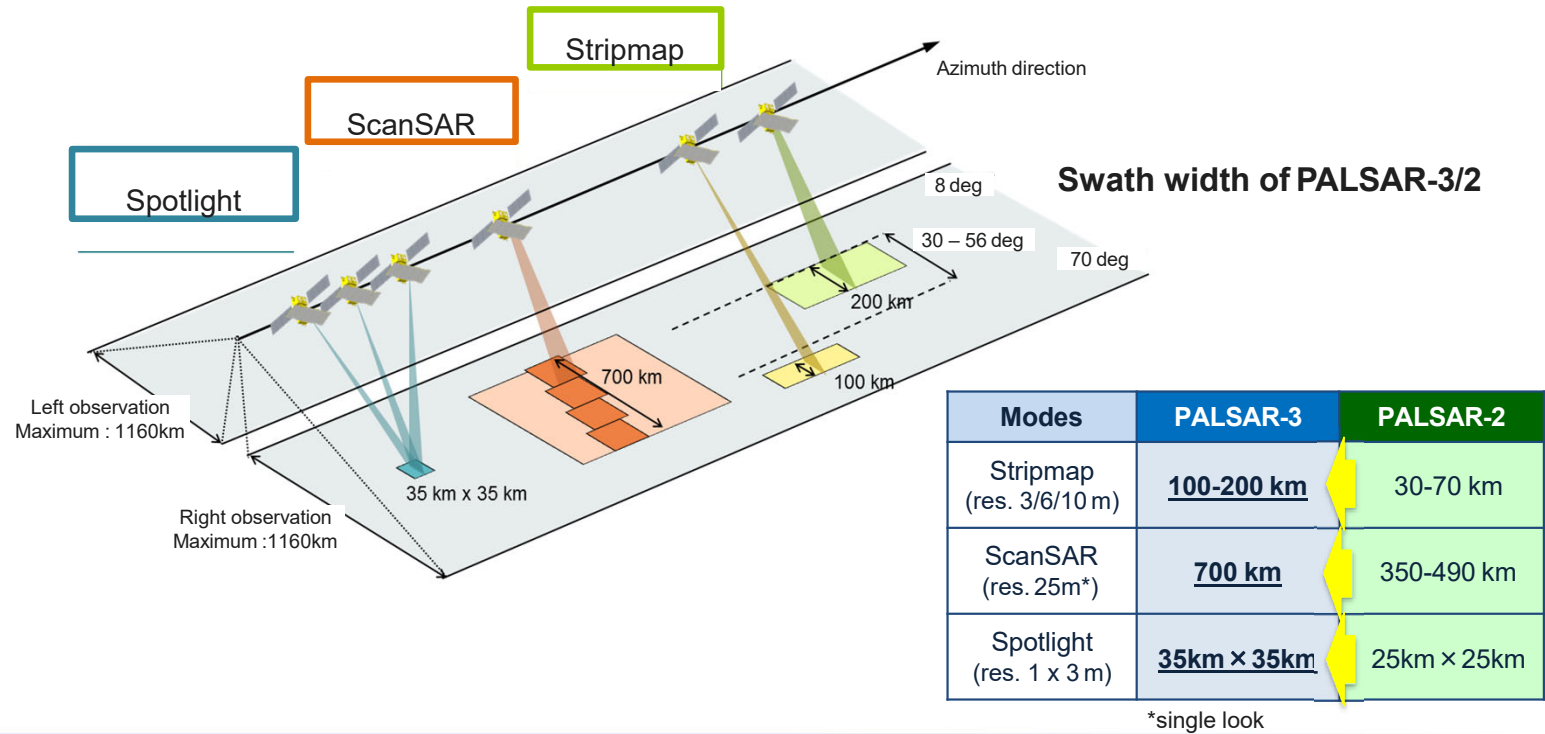 Stripmap
ScanSAR
Spotlight
Azimuth direction
Swath width of PALSAR-3/2
8 deg
30 – 56 deg
70 deg
200 km
100 km
700 km
35 km x 35 km
Left observation
Maximum : 1160km
Right observation
Maximum :1160km
Modes PALSAR-3 PALSAR-2
Stripmap
(res. 3/6/10 m)
100-200 km
30-70 km
ScanSAR
(res. 25m*)
700 km
350-490 km
Spotlight
(res. 1 x 3 m)
35km × 35km
25km × 25km
*single look